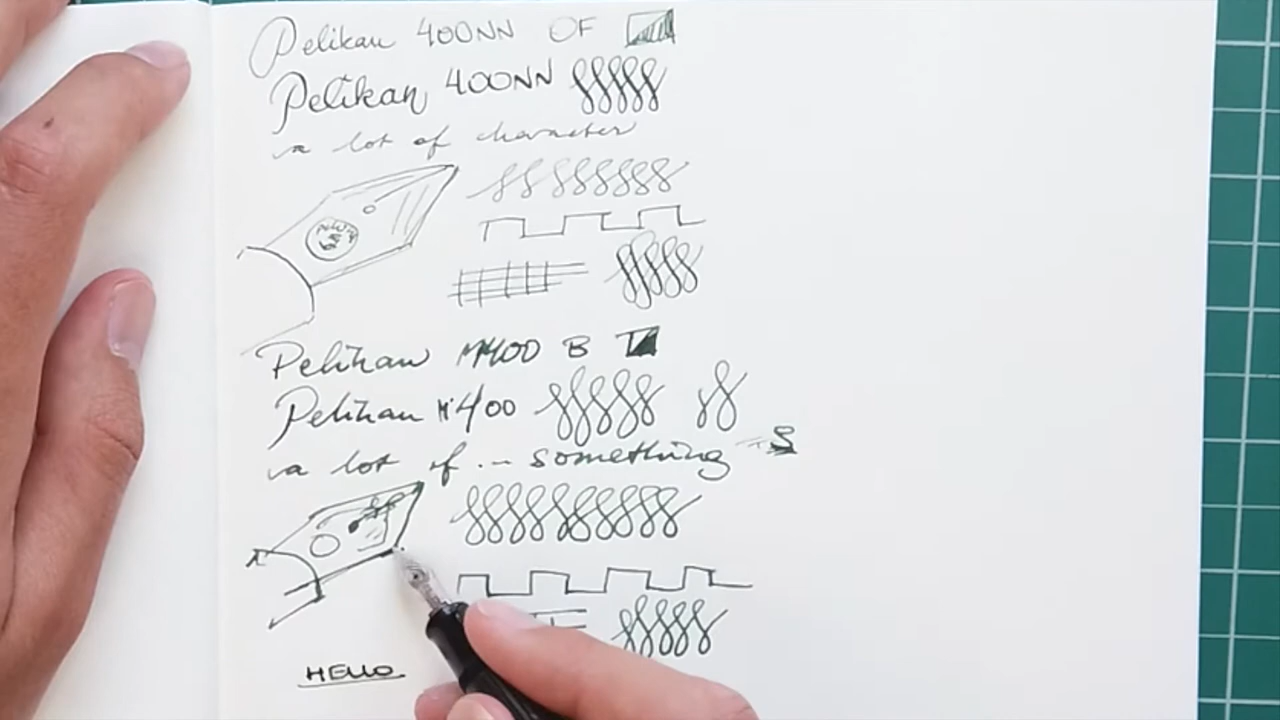 Pelikan 400NN OF
Pelikan 400NN
a lot of character
Pelikan M400 B
Pelikan M400
a lot of .. something
HELLO